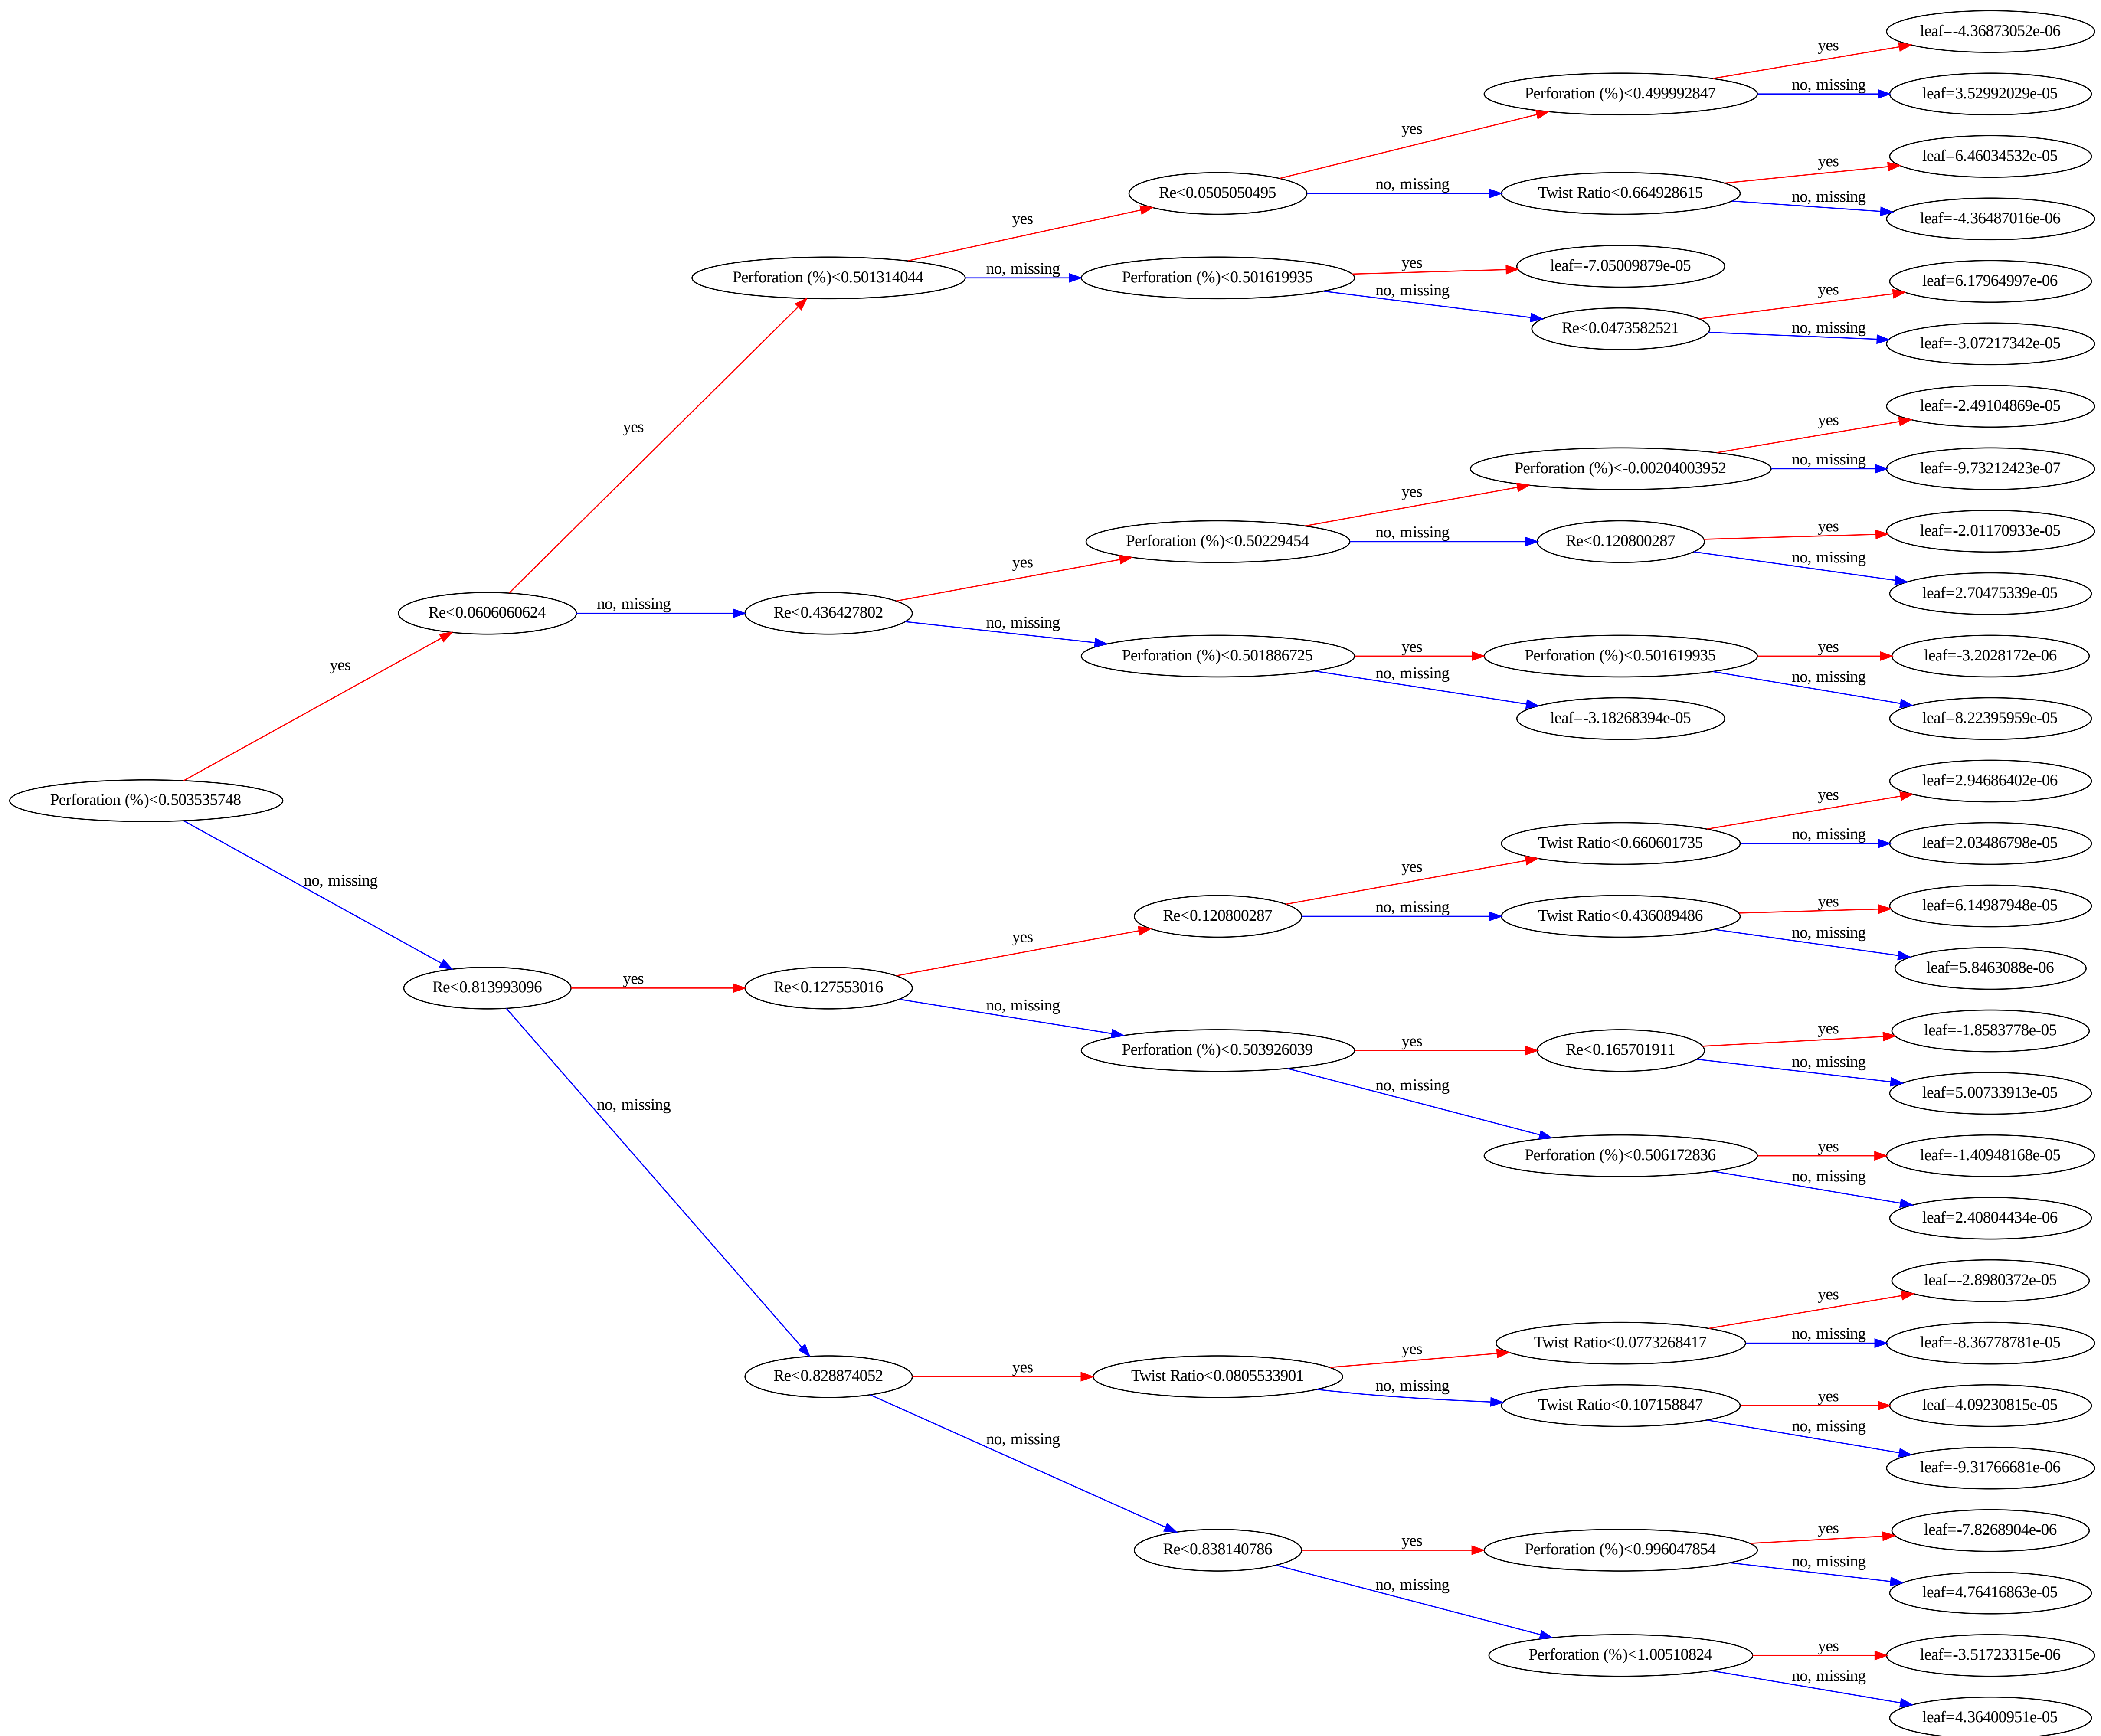 leaf=-4.36873052e-06
yes
Perforation (%)<0.499992847
no, missing
leaf=3.52992029e-05
yes
Re<0.0505050495
no, missing
Twist Ratio<0.664928615
yes
leaf=6.46034532e-05
no, missing
leaf=-4.36487016e-06
yes
Perforation (%)<0.501314044
no, missing
Perforation (%)<0.501619935
yes
leaf=-7.05009879e-05
no, missing
Re<0.0473582521
yes
leaf=6.17964997e-06
no, missing
leaf=-3.07217342e-05
yes
Re<0.0606060624
no, missing
Re<0.436427802
yes
Perforation (%)<0.50229454
yes
Perforation (%)<-0.00204003952
yes
leaf=-2.49104869e-05
no, missing
leaf=-9.73212423e-07
no, missing
Re<0.120800287
yes
leaf=-2.01170933e-05
no, missing
leaf=2.70475339e-05
no, missing
Perforation (%)<0.501886725
yes
Perforation (%)<0.501619935
yes
leaf=-3.2028172e-06
no, missing
leaf=8.22395959e-05
no, missing
leaf=-3.18268394e-05
yes
Perforation (%)<0.503535748
no, missing
Re<0.813993096
yes
Re<0.127553016
yes
Re<0.120800287
yes
Twist Ratio<0.660601735
yes
leaf=2.94686402e-06
no, missing
leaf=2.03486798e-05
no, missing
Twist Ratio<0.436089486
yes
leaf=6.14987948e-05
no, missing
leaf=5.8463088e-06
no, missing
Perforation (%)<0.503926039
yes
Re<0.165701911
yes
leaf=-1.8583778e-05
no, missing
leaf=5.00733913e-05
no, missing
Perforation (%)<0.506172836
yes
leaf=-1.40948168e-05
no, missing
leaf=2.40804434e-06
no, missing
Re<0.828874052
yes
Twist Ratio<0.0805533901
yes
Twist Ratio<0.0773268417
yes
leaf=-2.8980372e-05
no, missing
leaf=-8.36778781e-05
no, missing
Twist Ratio<0.107158847
yes
leaf=4.09230815e-05
no, missing
leaf=-9.31766681e-06
no, missing
Re<0.838140786
yes
Perforation (%)<0.996047854
yes
leaf=-7.8268904e-06
no, missing
leaf=4.76416863e-05
no, missing
Perforation (%)<1.00510824
yes
leaf=-3.51723315e-06
no, missing
leaf=4.36400951e-05